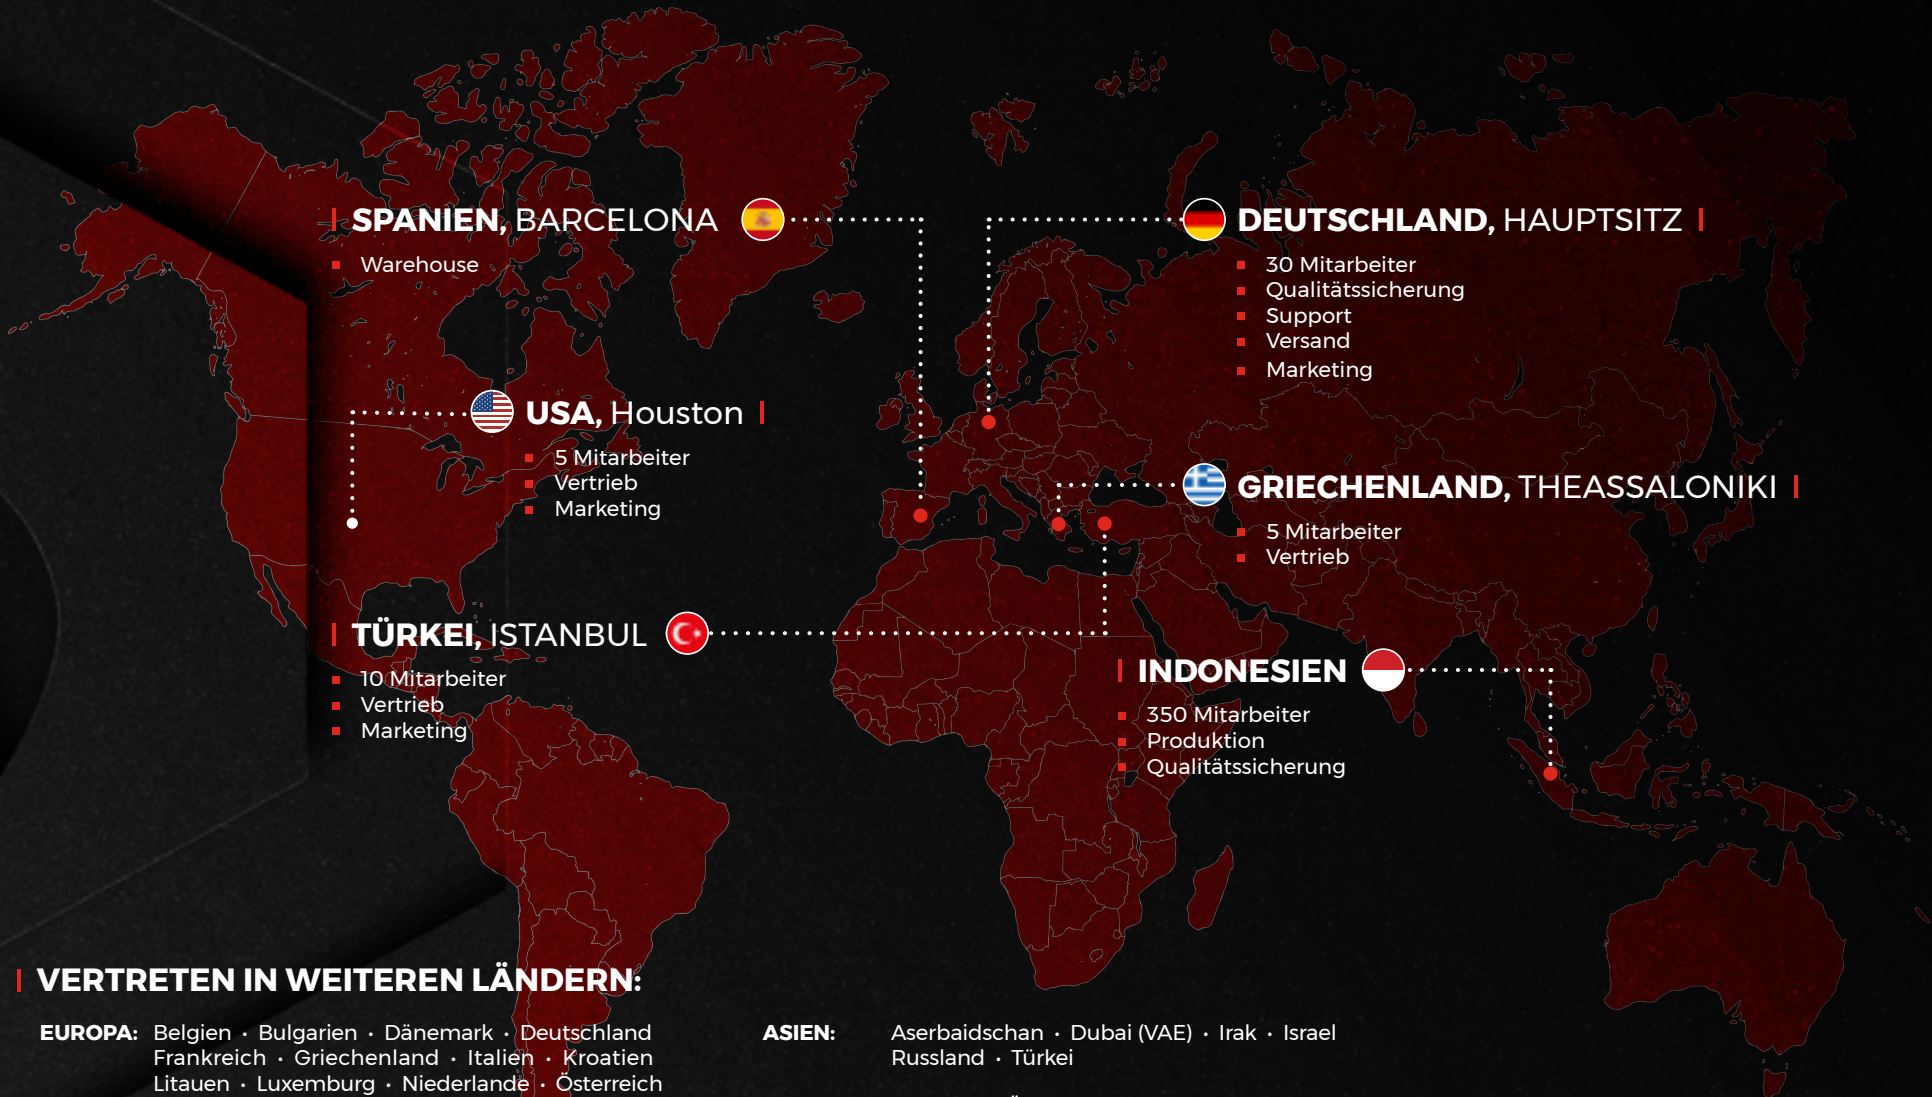 SPANIEN, BARCELONA
Warehouse
DEUTSCHLAND, HAUPTSITZ
30 Mitarbeiter
Qualitätssicherung
Support
Versand
Marketing
USA, Houston
5 Mitarbeiter
Vertrieb
Marketing
GRIECHENLAND, THEASSALONIKI
5 Mitarbeiter
Vertrieb
TÜRKEI, ISTANBUL
10 Mitarbeiter
Vertrieb
Marketing
INDONESIEN
350 Mitarbeiter
Produktion
Qualitätssicherung
VERTRETEN IN WEITEREN LÄNDERN:
EUROPA: Belgien • Bulgarien • Dänemark • Deutschland
Frankreich • Griechenland • Italien • Kroatien
Litauen • Luxemburg • Niederlande • Österreich
ASIEN: Aserbaidschan • Dubai (VAE) • Irak • Israel
Russland • Türkei